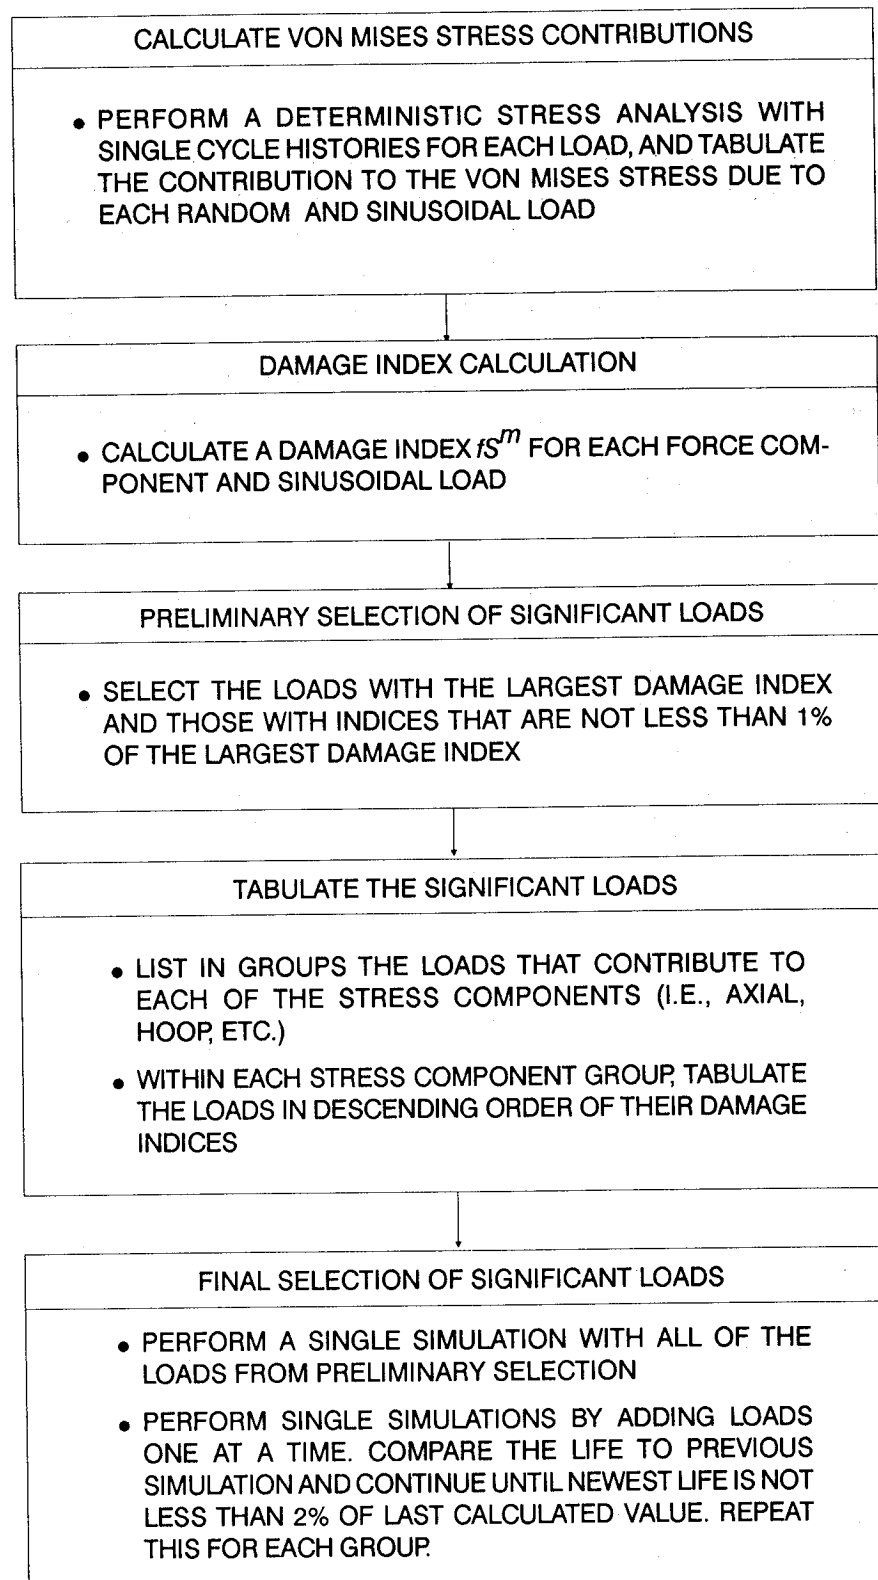 CALCULATE VON MISES STRESS CONTRIBUTIONS
• PERFORM A DETERMINISTIC STRESS ANALYSIS WITH
SINGLE CYCLE HISTORIES FOR EACH LOAD, AND TABULATE
THE CONTRIBUTION TO THE VON MISES STRESS DUE TO
EACH RANDOM AND SINUSOIDAL LOAD
DAMAGE INDEX CALCULATION
• CALCULATE A DAMAGE INDEX fS^m FOR EACH FORCE COM-
PONENT AND SINUSOIDAL LOAD
PRELIMINARY SELECTION OF SIGNIFICANT LOADS
• SELECT THE LOADS WITH THE LARGEST DAMAGE INDEX
AND THOSE WITH INDICES THAT ARE NOT LESS THAN 1%
OF THE LARGEST DAMAGE INDEX
TABULATE THE SIGNIFICANT LOADS
• LIST IN GROUPS THE LOADS THAT CONTRIBUTE TO
EACH OF THE STRESS COMPONENTS (I.E., AXIAL,
HOOP, ETC.)
• WITHIN EACH STRESS COMPONENT GROUP, TABULATE
THE LOADS IN DESCENDING ORDER OF THEIR DAMAGE
INDICES
FINAL SELECTION OF SIGNIFICANT LOADS
• PERFORM A SINGLE SIMULATION WITH ALL OF THE
LOADS FROM PRELIMINARY SELECTION
• PERFORM SINGLE SIMULATIONS BY ADDING LOADS
ONE AT A TIME. COMPARE THE LIFE TO PREVIOUS
SIMULATION AND CONTINUE UNTIL NEWEST LIFE IS NOT
LESS THAN 2% OF LAST CALCULATED VALUE. REPEAT
THIS FOR EACH GROUP.